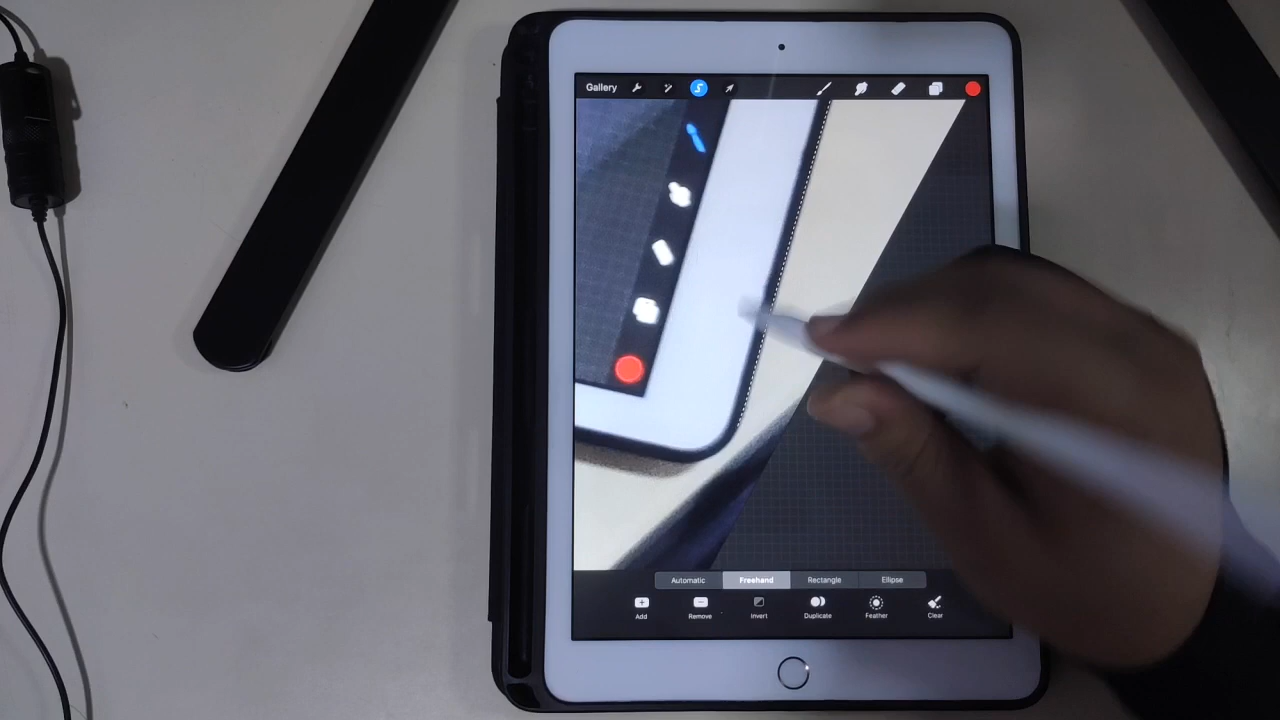 Gallery
Automatic Freehand Rectangle Ellipse
Add Remove Invert Duplicate Feather Clear